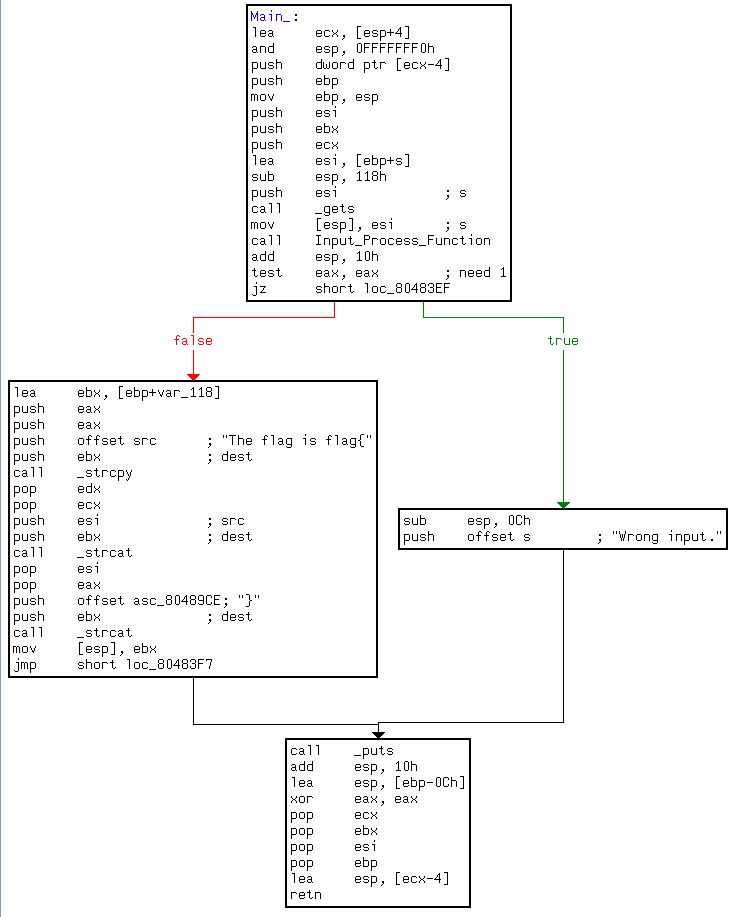 Main_:
lea ecx, [esp+4]
and esp, 0FFFFFFF0h
push dword ptr [ecx-4]
push ebp
mov ebp, esp
push esi
push ebx
push ecx
lea esi, [ebp+s]
sub esp, 118h
push esi ; s
call _gets
mov [esp], esi ; s
call Input_Process_Function
add esp, 10h
test eax, eax ; need 1
jz short loc_80483EF
false
true
lea ebx, [ebp+var_118]
push eax
push eax
push offset src ; "The flag is flag{"
push ebx ; dest
call _strcpy
pop edx
pop ecx
push esi ; src
push ebx ; dest
call _strcat
pop esi
pop eax
push offset asc_80489CE; "}"
push ebx ; dest
call _strcat
mov [esp], ebx
jmp short loc_80483F7
sub esp, 0Ch
push offset s ; "Wrong input."
call _puts
add esp, 10h
lea esp, [ebp-0Ch]
xor eax, eax
pop ecx
pop ebx
pop esi
pop ebp
lea esp, [ecx-4]
retn